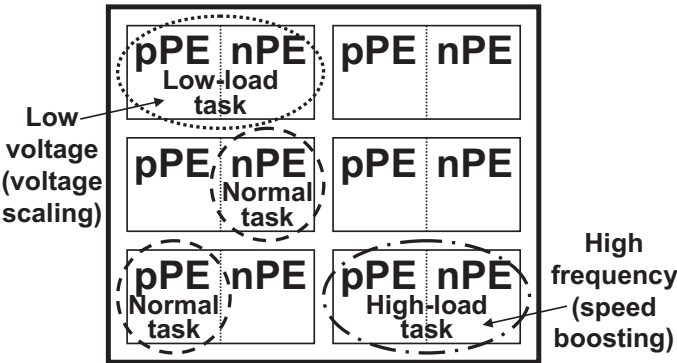 pPE nPE pPE nPE
Low-load
task
Low
voltage
(voltage
scaling)
pPE nPE pPE nPE
Normal
task
pPE nPE pPE nPE
Normal
task
High-load
task
High
frequency
(speed
boosting)